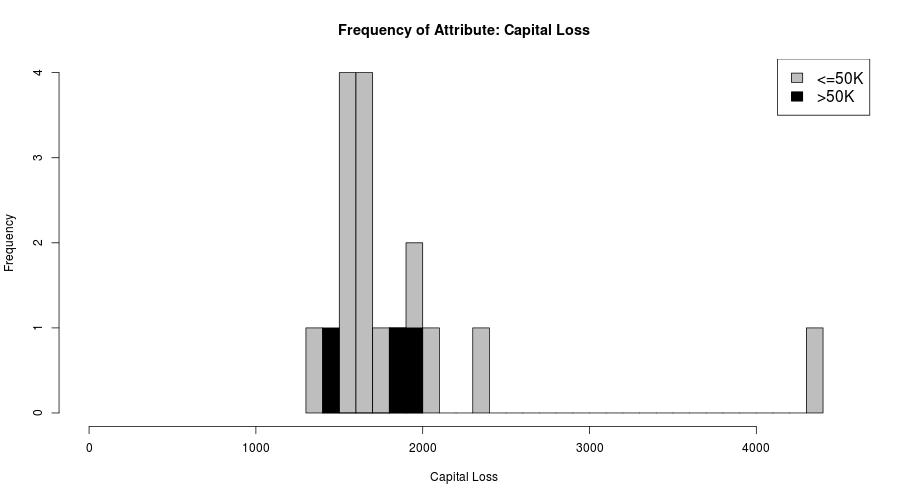 Frequency of Attribute: Capital Loss
<=50K
>50K
4
3
2
1
0
Frequency
0 1000 2000 3000 4000
Capital Loss